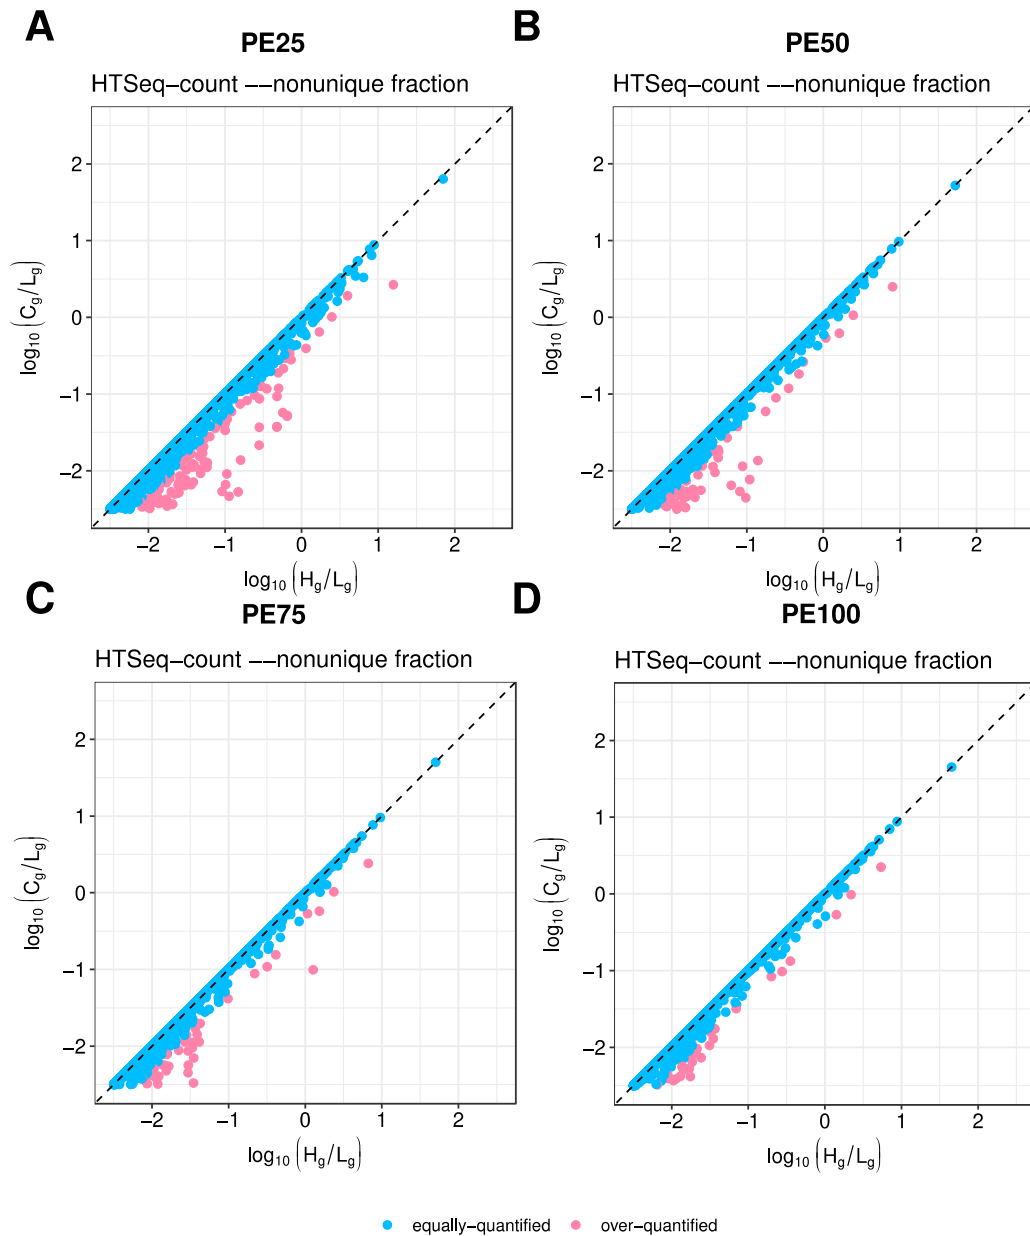 A
B
PE25
PE50
HTSeq−count −−nonunique fraction
HTSeq−count −−nonunique fraction
2
1
0
−1
−2
log10 (Cg/Lg)
−2 −1 0 1 2
log10 (Hg/Lg)
2
1
0
−1
−2
log10 (Cg/Lg)
−2 −1 0 1 2
log10 (Hg/Lg)
C
D
PE75
PE100
HTSeq−count −−nonunique fraction
HTSeq−count −−nonunique fraction
2
1
0
−1
−2
log10 (Cg/Lg)
−2 −1 0 1 2
log10 (Hg/Lg)
2
1
0
−1
−2
log10 (Cg/Lg)
−2 −1 0 1 2
log10 (Hg/Lg)
equally−quantified over−quantified